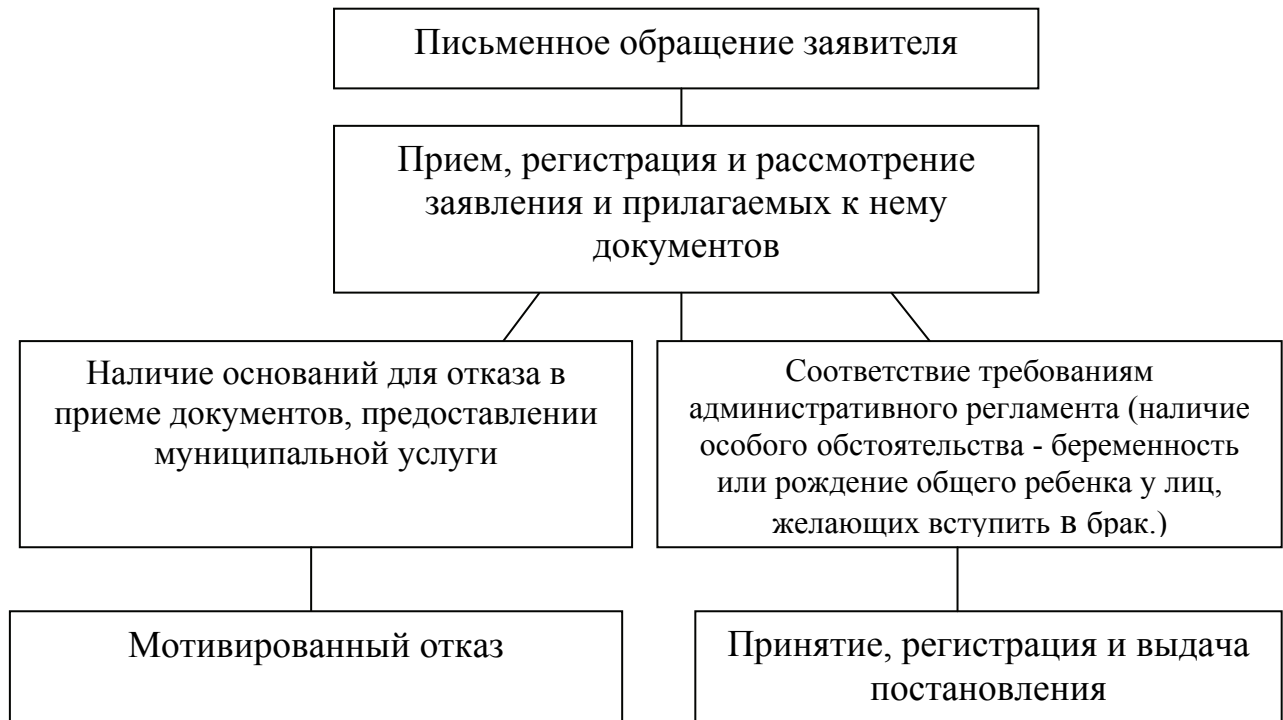 Письменное обращение заявителя
Прием, регистрация и рассмотрение
заявления и прилагаемых к нему
документов
Наличие оснований для отказа в
приеме документов, предоставлении
муниципальной услуги
Соответствие требованиям
административного регламента (наличие
особого обстоятельства - беременность
или рождение общего ребенка у лиц,
желающих вступить в брак.)
Мотивированный отказ
Принятие, регистрация и выдача
постановления